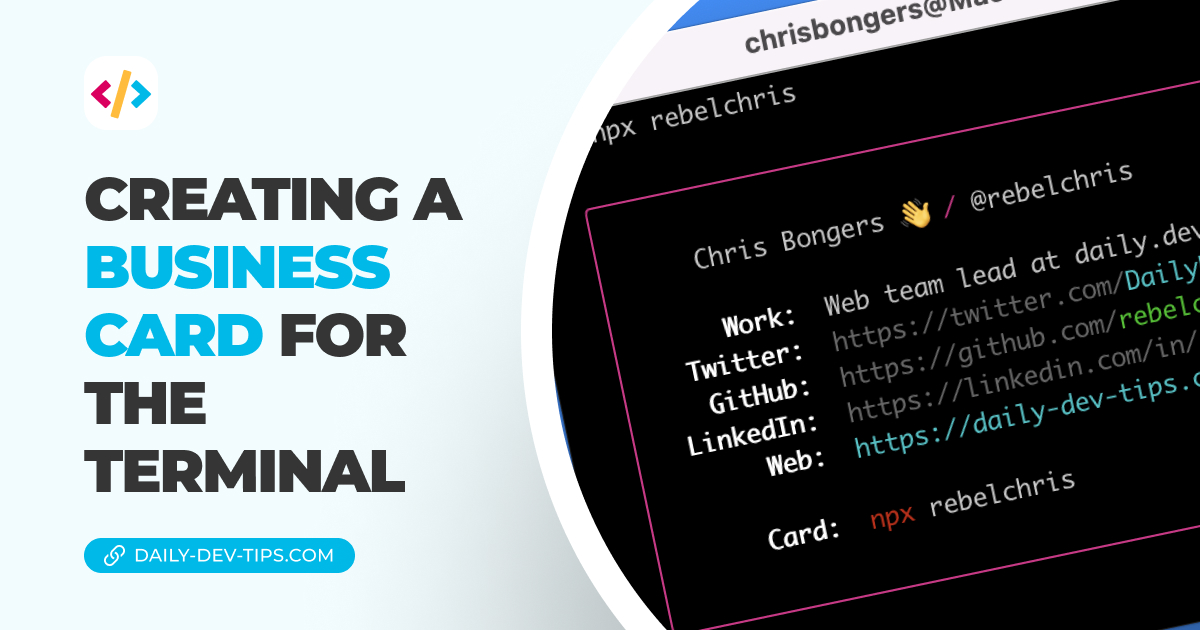 CREATING A
BUSINESS
CARD FOR
THE
TERMINAL
DAILY-DEV-TIPS.COM
chrisbongers@Mac
npx rebelchris
Chris Bongers 👋 / @rebelchris
Work: Web team lead at daily.dev
Twitter: https://twitter.com/Daily
GitHub: https://github.com/rebelc
LinkedIn: https://linkedin.com/in/
Web: https://daily-dev-tips.c
Card: npx rebelchris